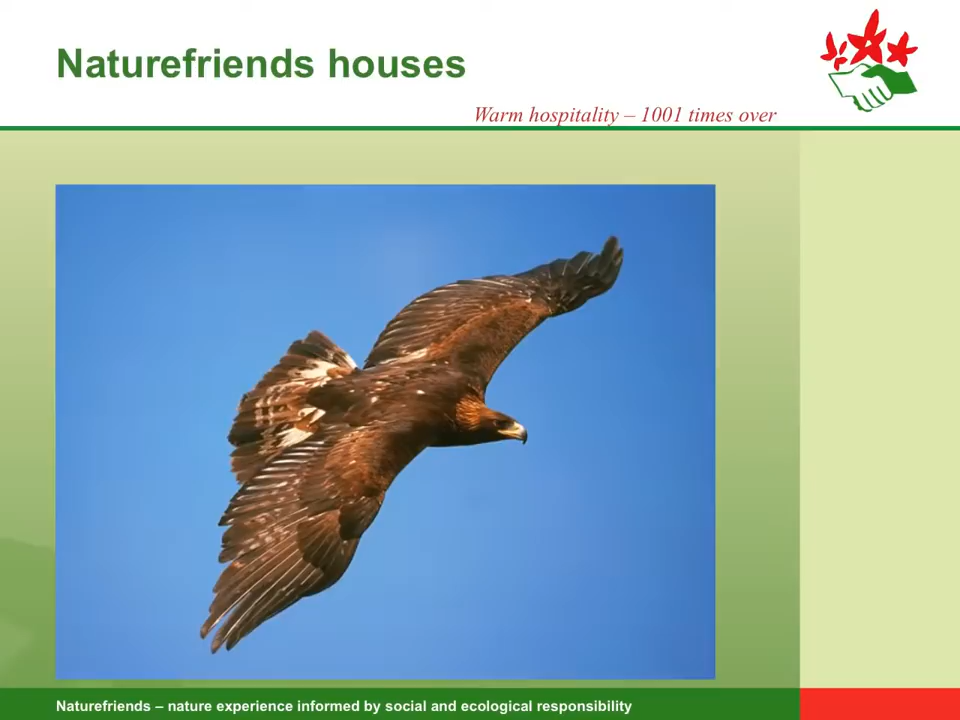 Naturefriends houses
Warm hospitality – 1001 times over
Naturefriends – nature experience informed by social and ecological responsibility